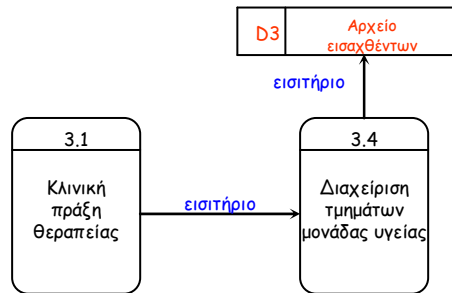 D3
Αρχείο
εισαχθέντων
εισιτήριο
3.1
Κλινική
πράξη
θεραπείας
εισιτήριο
3.4
Διαχείριση
τμημάτων
μονάδας υγείας